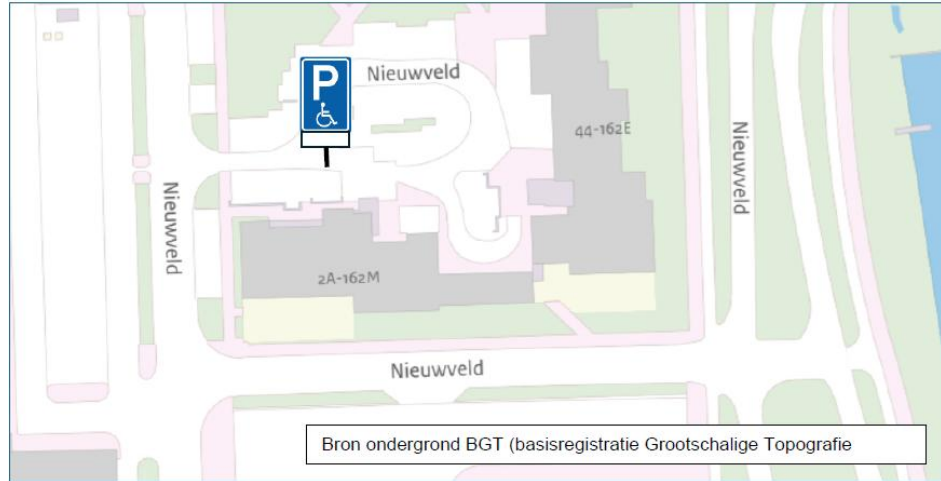 Nieuwveld
P
44-162E
Nieuwveld
Nieuwveld
2A-162M
Nieuwveld
Bron ondergrond BGT (basisregistratie Grootschalige Topografie